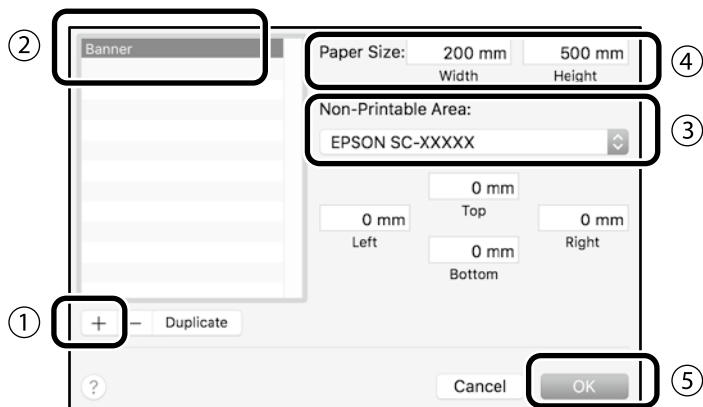 ② Banner Paper Size: 200 mm 500 mm ④
Width Height
Non-Printable Area:
EPSON SC-XXXXX ③
0 mm
Top
0 mm 0 mm
Left Right
0 mm
Bottom
① + − Duplicate
? Cancel OK ⑤